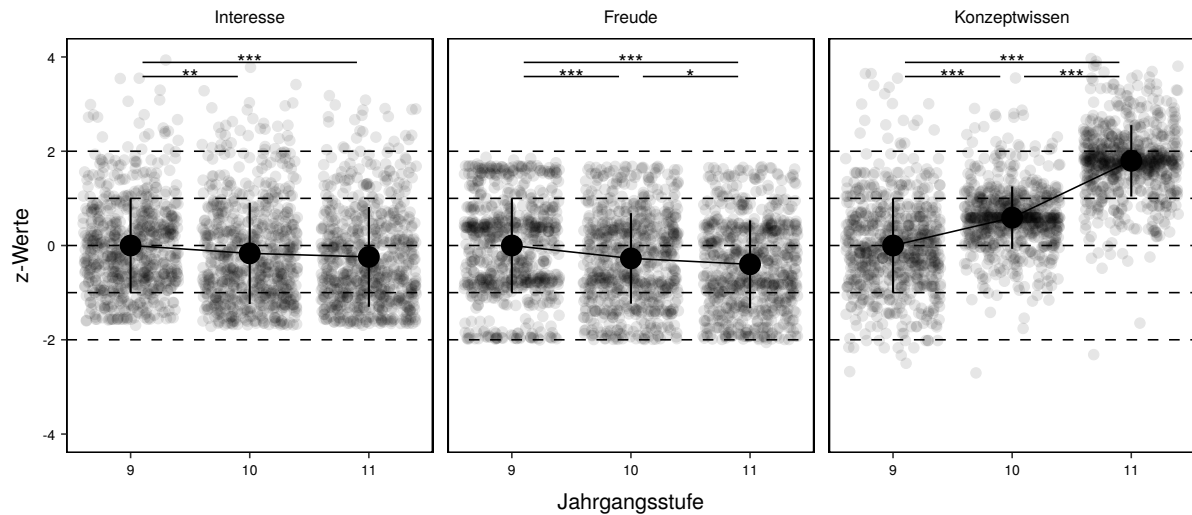 Interesse Freude Konzeptwissen
*** *** ***
** *** * *** ***
4
2
0
-2
-4
z-Werte
9 10 11 9 10 11 9 10 11
Jahrgangsstufe